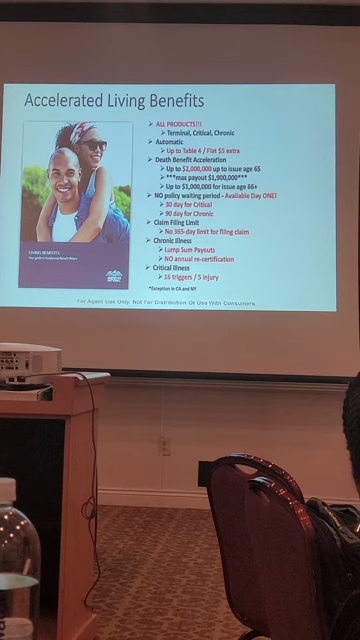 Accelerated Living Benefits
ALL PRODUCTS!!!
Terminal, Critical, Chronic
Automatic
Up to Table 4 / Flat $5 extra
Death Benefit Acceleration
Up to $2,000,000 up to issue age 65
***max payout $1,900,000***
Up to $1,000,000 for issue age 66+
NO policy waiting period - Available Day ONE!
30 day for Critical
90 day for Chronic
Claim Filing Limit
No 365-day limit for filing claim
Chronic Illness
Lump Sum Payouts
NO annual re-certification
Critical Illness
16 triggers / 5 injury
*Exception in CA and NY
LIVING BENEFITS
For Agent Use Only. Not For Distribution Or Use With Consumers